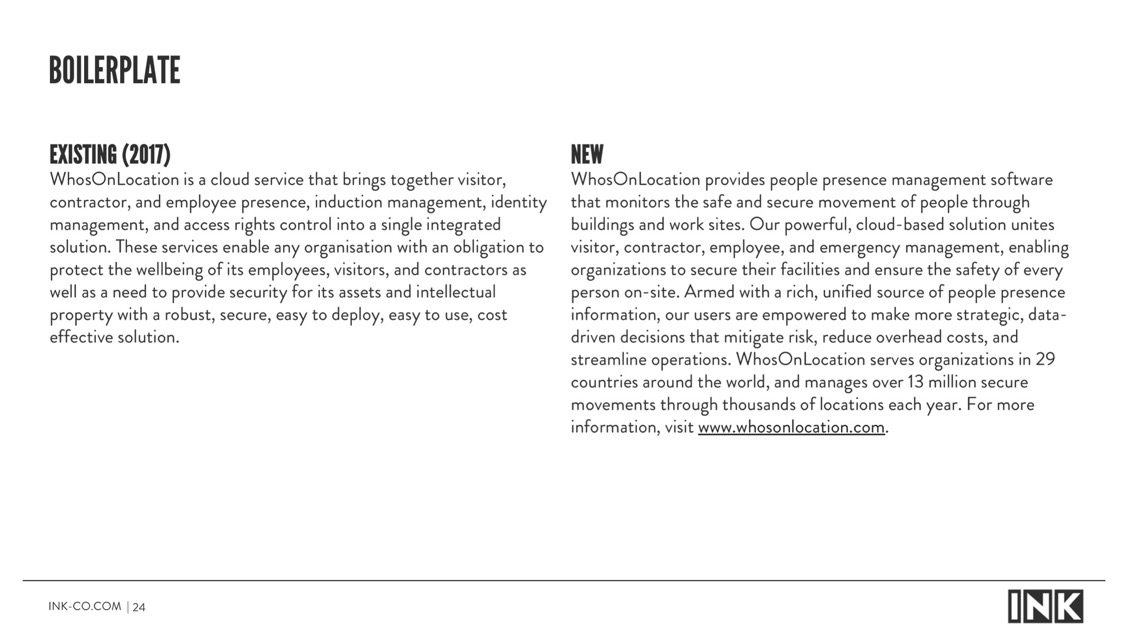 BOILERPLATE
EXISTING (2017)
WhosOnLocation is a cloud service that brings together visitor,
contractor, and employee presence, induction management, identity
management, and access rights control into a single integrated
solution. These services enable any organisation with an obligation to
protect the wellbeing of its employees, visitors, and contractors as
well as a need to provide security for its assets and intellectual
property with a robust, secure, easy to deploy, easy to use, cost
effective solution.
NEW
WhosOnLocation provides people presence management software
that monitors the safe and secure movement of people through
buildings and work sites. Our powerful, cloud-based solution unites
visitor, contractor, employee, and emergency management, enabling
organizations to secure their facilities and ensure the safety of every
person on-site. Armed with a rich, unified source of people presence
information, our users are empowered to make more strategic, data-
driven decisions that mitigate risk, reduce overhead costs, and
streamline operations. WhosOnLocation serves organizations in 29
countries around the world, and manages over 13 million secure
movements through thousands of locations each year. For more
information, visit www.whosonlocation.com.
INK-CO.COM | 24
INK